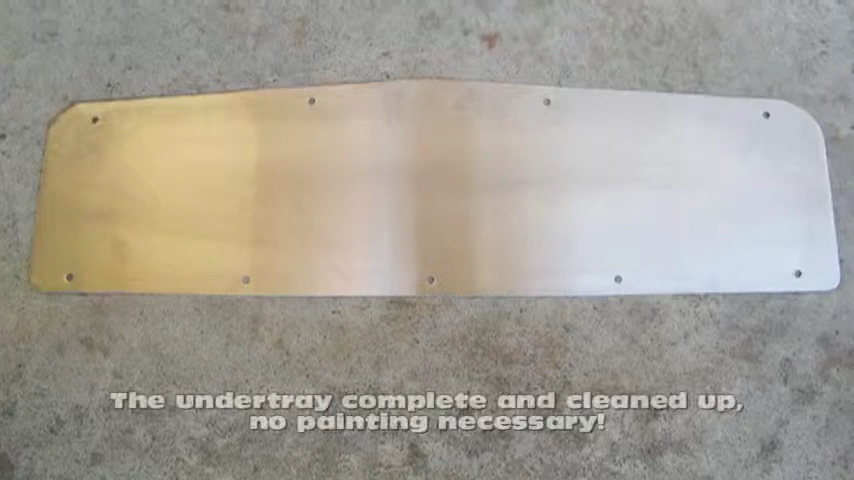 The undertray complete and cleaned up,
no painting necessary!